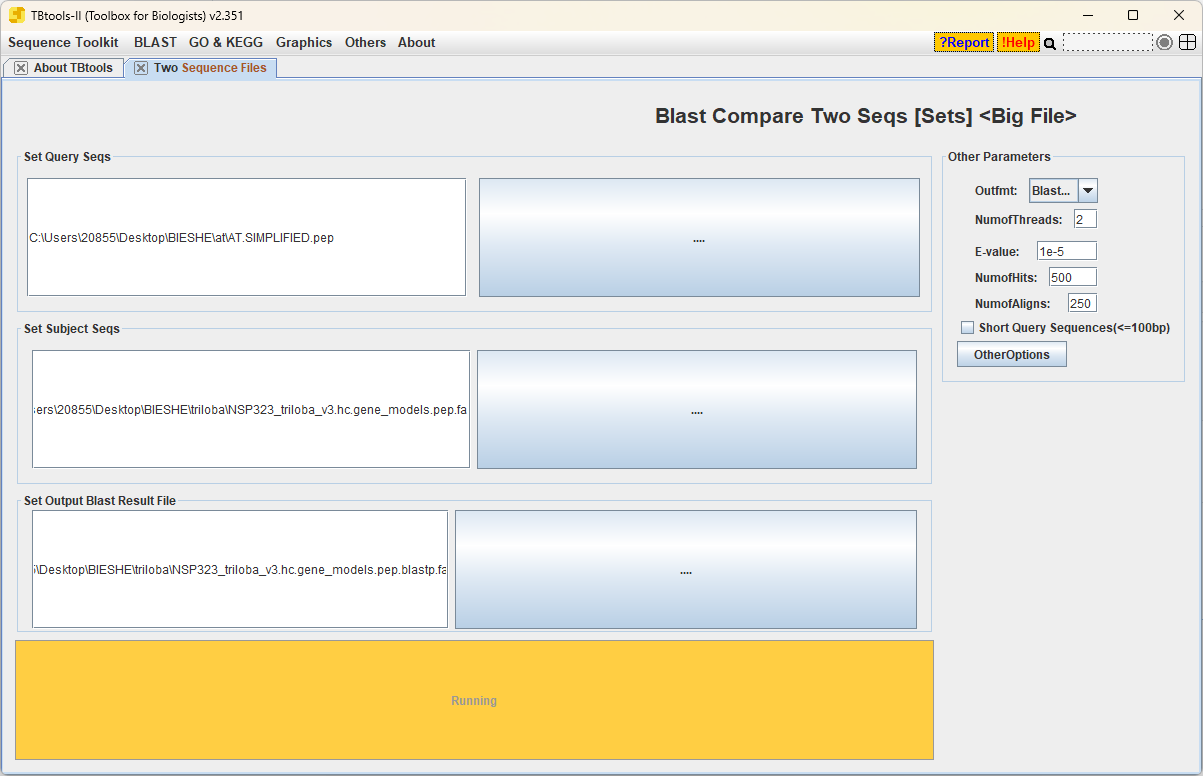 TBtools-II (Toolbox for Biologists) v2.351
Sequence Toolkit BLAST GO & KEGG Graphics Others About ?Report !Help
About TBtools Two Sequence Files
Blast Compare Two Seqs [Sets] <Big File>
Set Query Seqs
C:\Users\20855\Desktop\BIESHE\at\AT.SIMPLIFIED.pep
....
Set Subject Seqs
ers\20855\Desktop\BIESHE\triloba\NSP323_triloba_v3.hc.gene_models.pep.fa
....
Set Output Blast Result File
\Desktop\BIESHE\triloba\NSP323_triloba_v3.hc.gene_models.pep.blastp.fa
....
Running
Other Parameters
Outfmt: Blast...
NumofThreads: 2
E-value: 1e-5
NumofHits: 500
NumofAligns: 250
Short Query Sequences(<=100bp)
OtherOptions